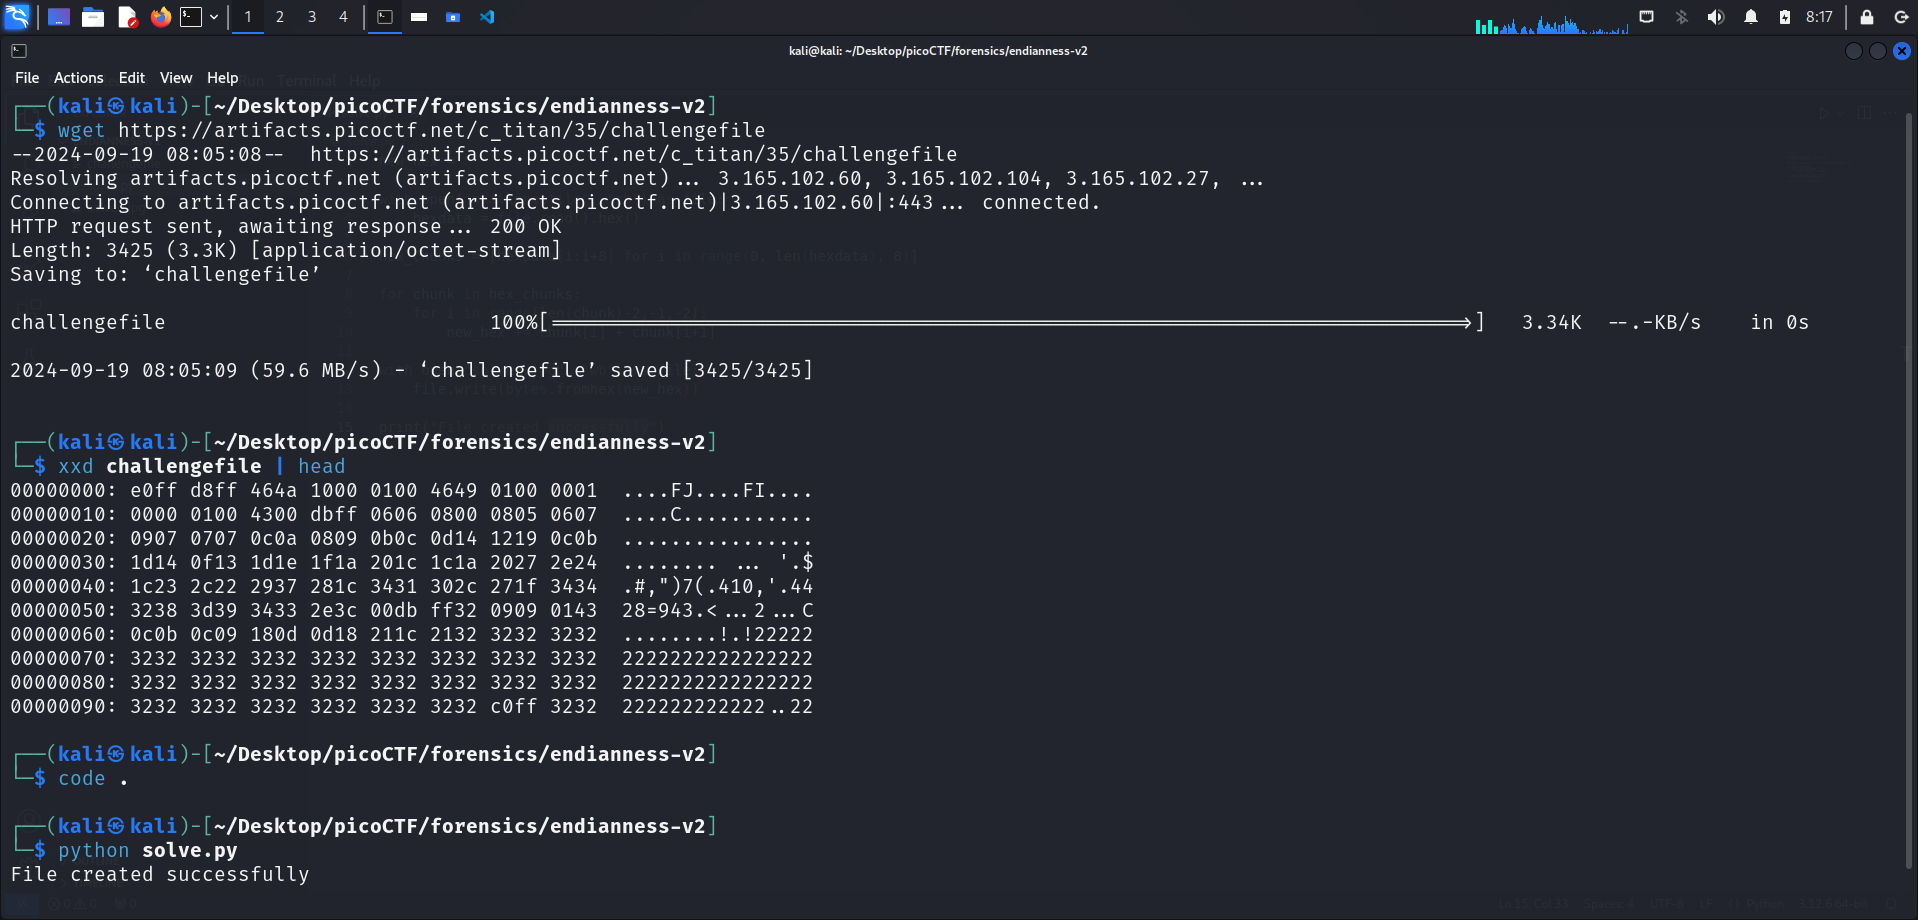 1 2 3 4 8:17
kali@kali: ~/Desktop/picoCTF/forensics/endianness-v2
File Actions Edit View Help
┌──(kali㉿kali)-[~/Desktop/picoCTF/forensics/endianness-v2]
└─$ wget https://artifacts.picoctf.net/c_titan/35/challengefile
--2024-09-19 08:05:08--  https://artifacts.picoctf.net/c_titan/35/challengefile
Resolving artifacts.picoctf.net (artifacts.picoctf.net)... 3.165.102.60, 3.165.102.104, 3.165.102.27, ...
Connecting to artifacts.picoctf.net (artifacts.picoctf.net)|3.165.102.60|:443... connected.
HTTP request sent, awaiting response... 200 OK
Length: 3425 (3.3K) [application/octet-stream]
Saving to: ‘challengefile’
challengefile 100%[==============================================================================>] 3.34K --.-KB/s in 0s
2024-09-19 08:05:09 (59.6 MB/s) - ‘challengefile’ saved [3425/3425]
┌──(kali㉿kali)-[~/Desktop/picoCTF/forensics/endianness-v2]
└─$ xxd challengefile | head
00000000: e0ff d8ff 464a 1000 0100 4649 0100 0001  ....FJ....FI....
00000010: 0000 0100 4300 dbff 0606 0800 0805 0607  ....C...........
00000020: 0907 0707 0c0a 0809 0b0c 0d14 1219 0c0b  ................
00000030: 1d14 0f13 1d1e 1f1a 201c 1c1a 2027 2e24  ........ ... '.$
00000040: 1c23 2c22 2937 281c 3431 302c 271f 3434  .#,")7(.410,'.44
00000050: 3238 3d39 3433 2e3c 00db ff32 0909 0143  28=943.<...2...C
00000060: 0c0b 0c09 180d 0d18 211c 2132 3232 3232  ........!.!22222
00000070: 3232 3232 3232 3232 3232 3232 3232 3232  2222222222222222
00000080: 3232 3232 3232 3232 3232 3232 3232 3232  2222222222222222
00000090: 3232 3232 3232 3232 3232 3232 c0ff 3232  222222222222..22
┌──(kali㉿kali)-[~/Desktop/picoCTF/forensics/endianness-v2]
└─$ code .
┌──(kali㉿kali)-[~/Desktop/picoCTF/forensics/endianness-v2]
└─$ python solve.py
File created successfully